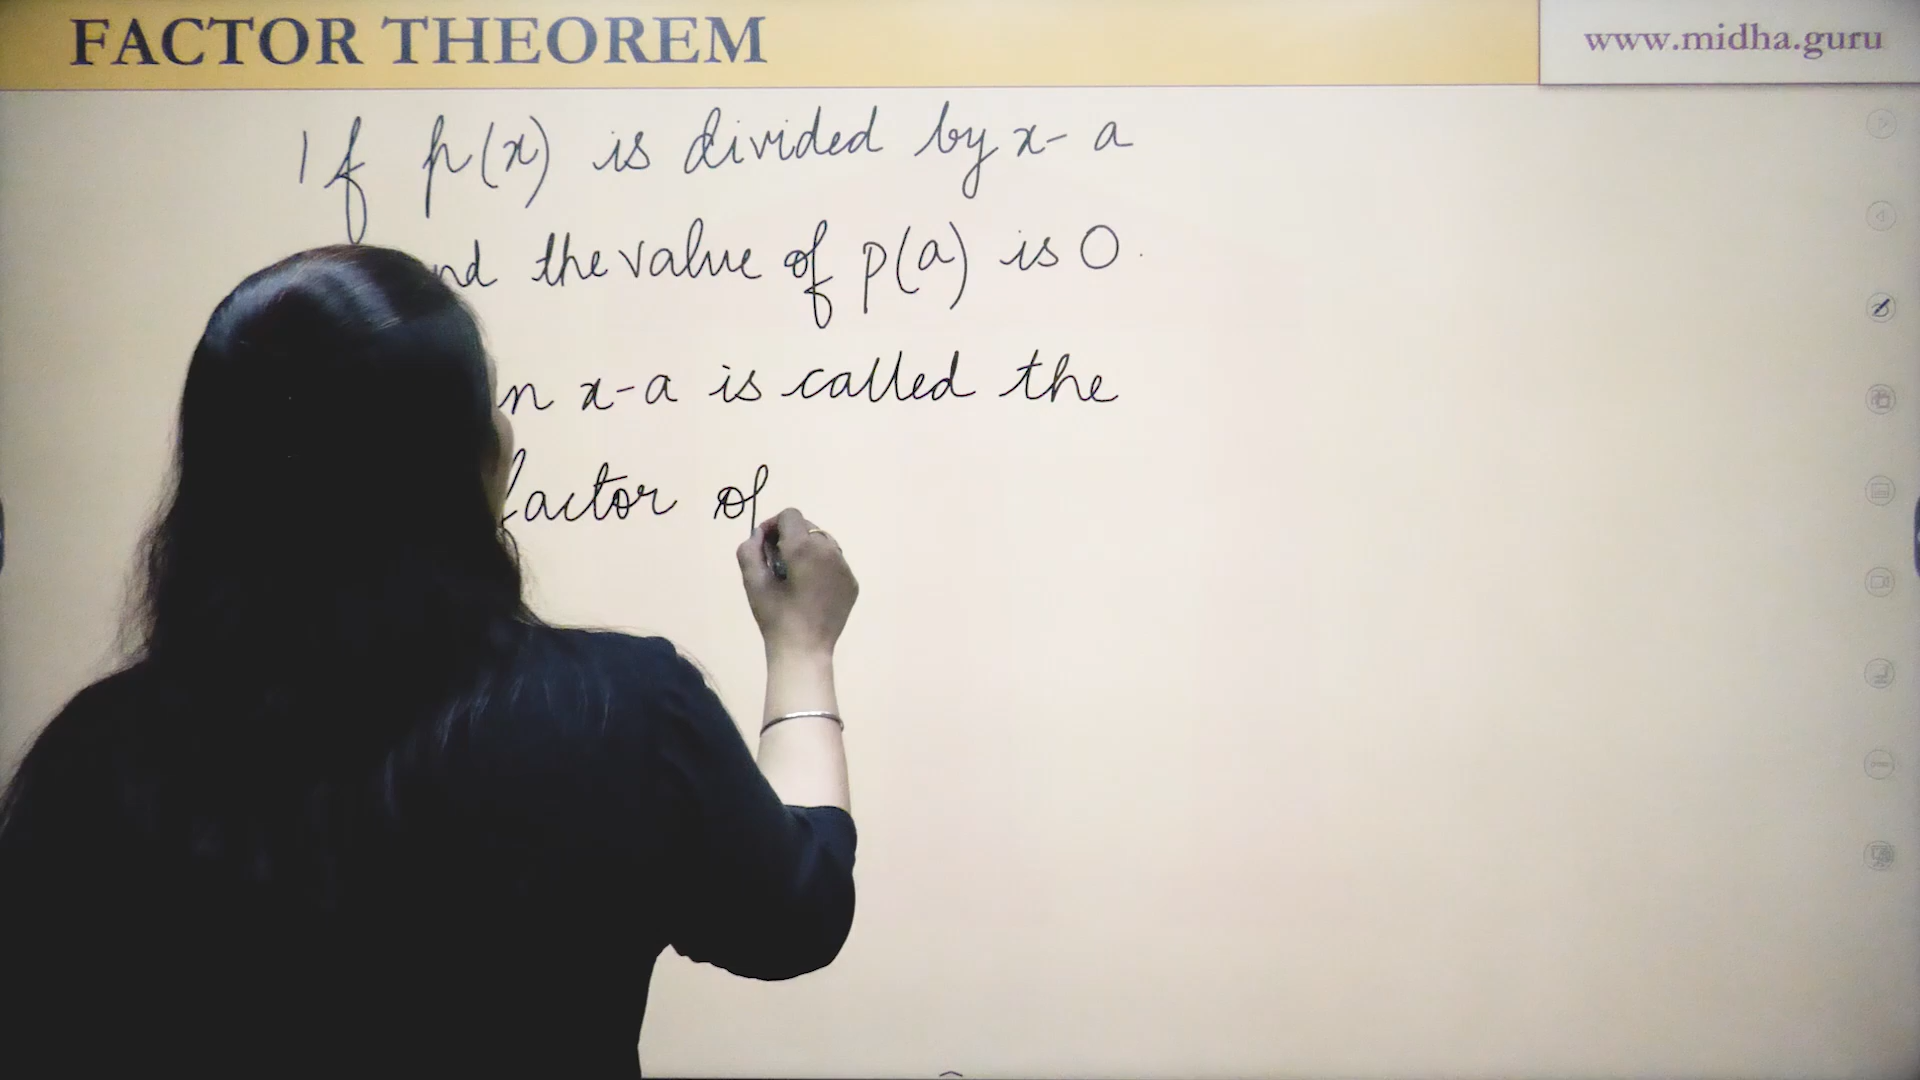 FACTOR THEOREM
www.midha.guru
If p(x) is divided by x-a
nd the value of p(a) is 0.
n x-a is called the
factor of